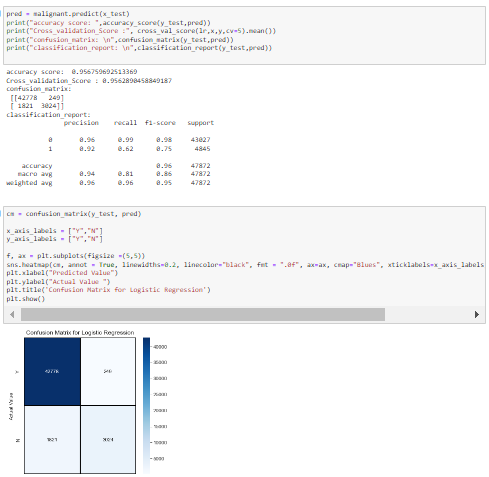 pred = malignant.predict(x_test)
print("accuracy score: ",accuracy_score(y_test,pred))
print("Cross_validation_Score :", cross_val_score(lr,x,y,cv=5).mean())
print("confusion_matrix: \n",confusion_matrix(y_test,pred))
print("classification_report: \n",classification_report(y_test,pred))
accuracy score: 0.956759692513369
Cross_validation_Score : 0.9562890458849187
confusion_matrix:
[[42778 249]
[ 1821 3024]]
classification_report:
precision recall f1-score support
0 0.96 0.99 0.98 43027
1 0.92 0.62 0.75 4845
accuracy 0.96 47872
macro avg 0.94 0.81 0.86 47872
weighted avg 0.96 0.96 0.95 47872
cm = confusion_matrix(y_test, pred)
x_axis_labels = ["Y","N"]
y_axis_labels = ["Y","N"]
f, ax = plt.subplots(figsize =(5,5))
sns.heatmap(cm, annot = True, linewidths=0.2, linecolor="black", fmt = ".0f", ax=ax, cmap="Blues", xticklabels=x_axis_labels
plt.xlabel("Predicted Value")
plt.ylabel("Actual Value ")
plt.title('Confusion Matrix for Logistic Regression')
plt.show()
Confusion Matrix for Logistic Regression
42778 249
1821 3024
Y
N
Actual Value
40000
35000
30000
25000
20000
15000
10000
5000